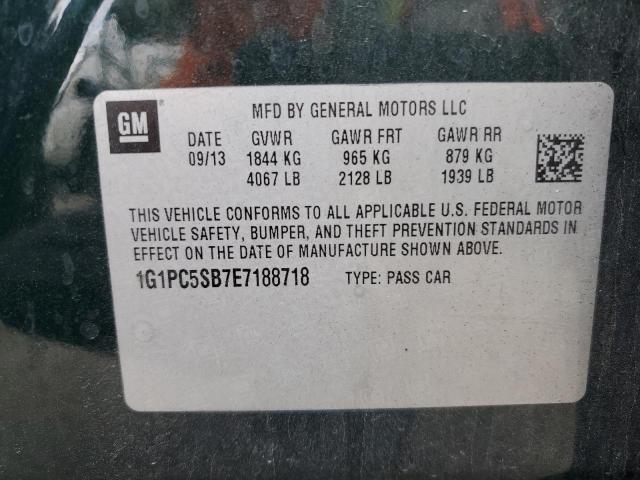 GM
MFD BY GENERAL MOTORS LLC
DATE GVWR GAWR FRT GAWR RR
09/13 1844 KG 965 KG 879 KG
4067 LB 2128 LB 1939 LB
THIS VEHICLE CONFORMS TO ALL APPLICABLE U.S. FEDERAL MOTOR
VEHICLE SAFETY, BUMPER, AND THEFT PREVENTION STANDARDS IN
EFFECT ON THE DATE OF MANUFACTURE SHOWN ABOVE.
1G1PC5SB7E7188718 TYPE: PASS CAR